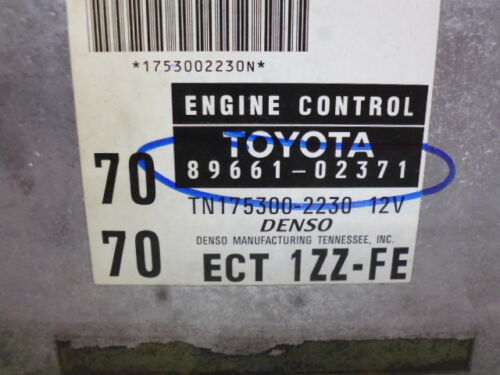 *1753002230N*
ENGINE CONTROL
TOYOTA
70 89661-02371
TN175300-2230 12V
DENSO
DENSO MANUFACTURING TENNESSEE, INC.
70 ECT 1ZZ-FE